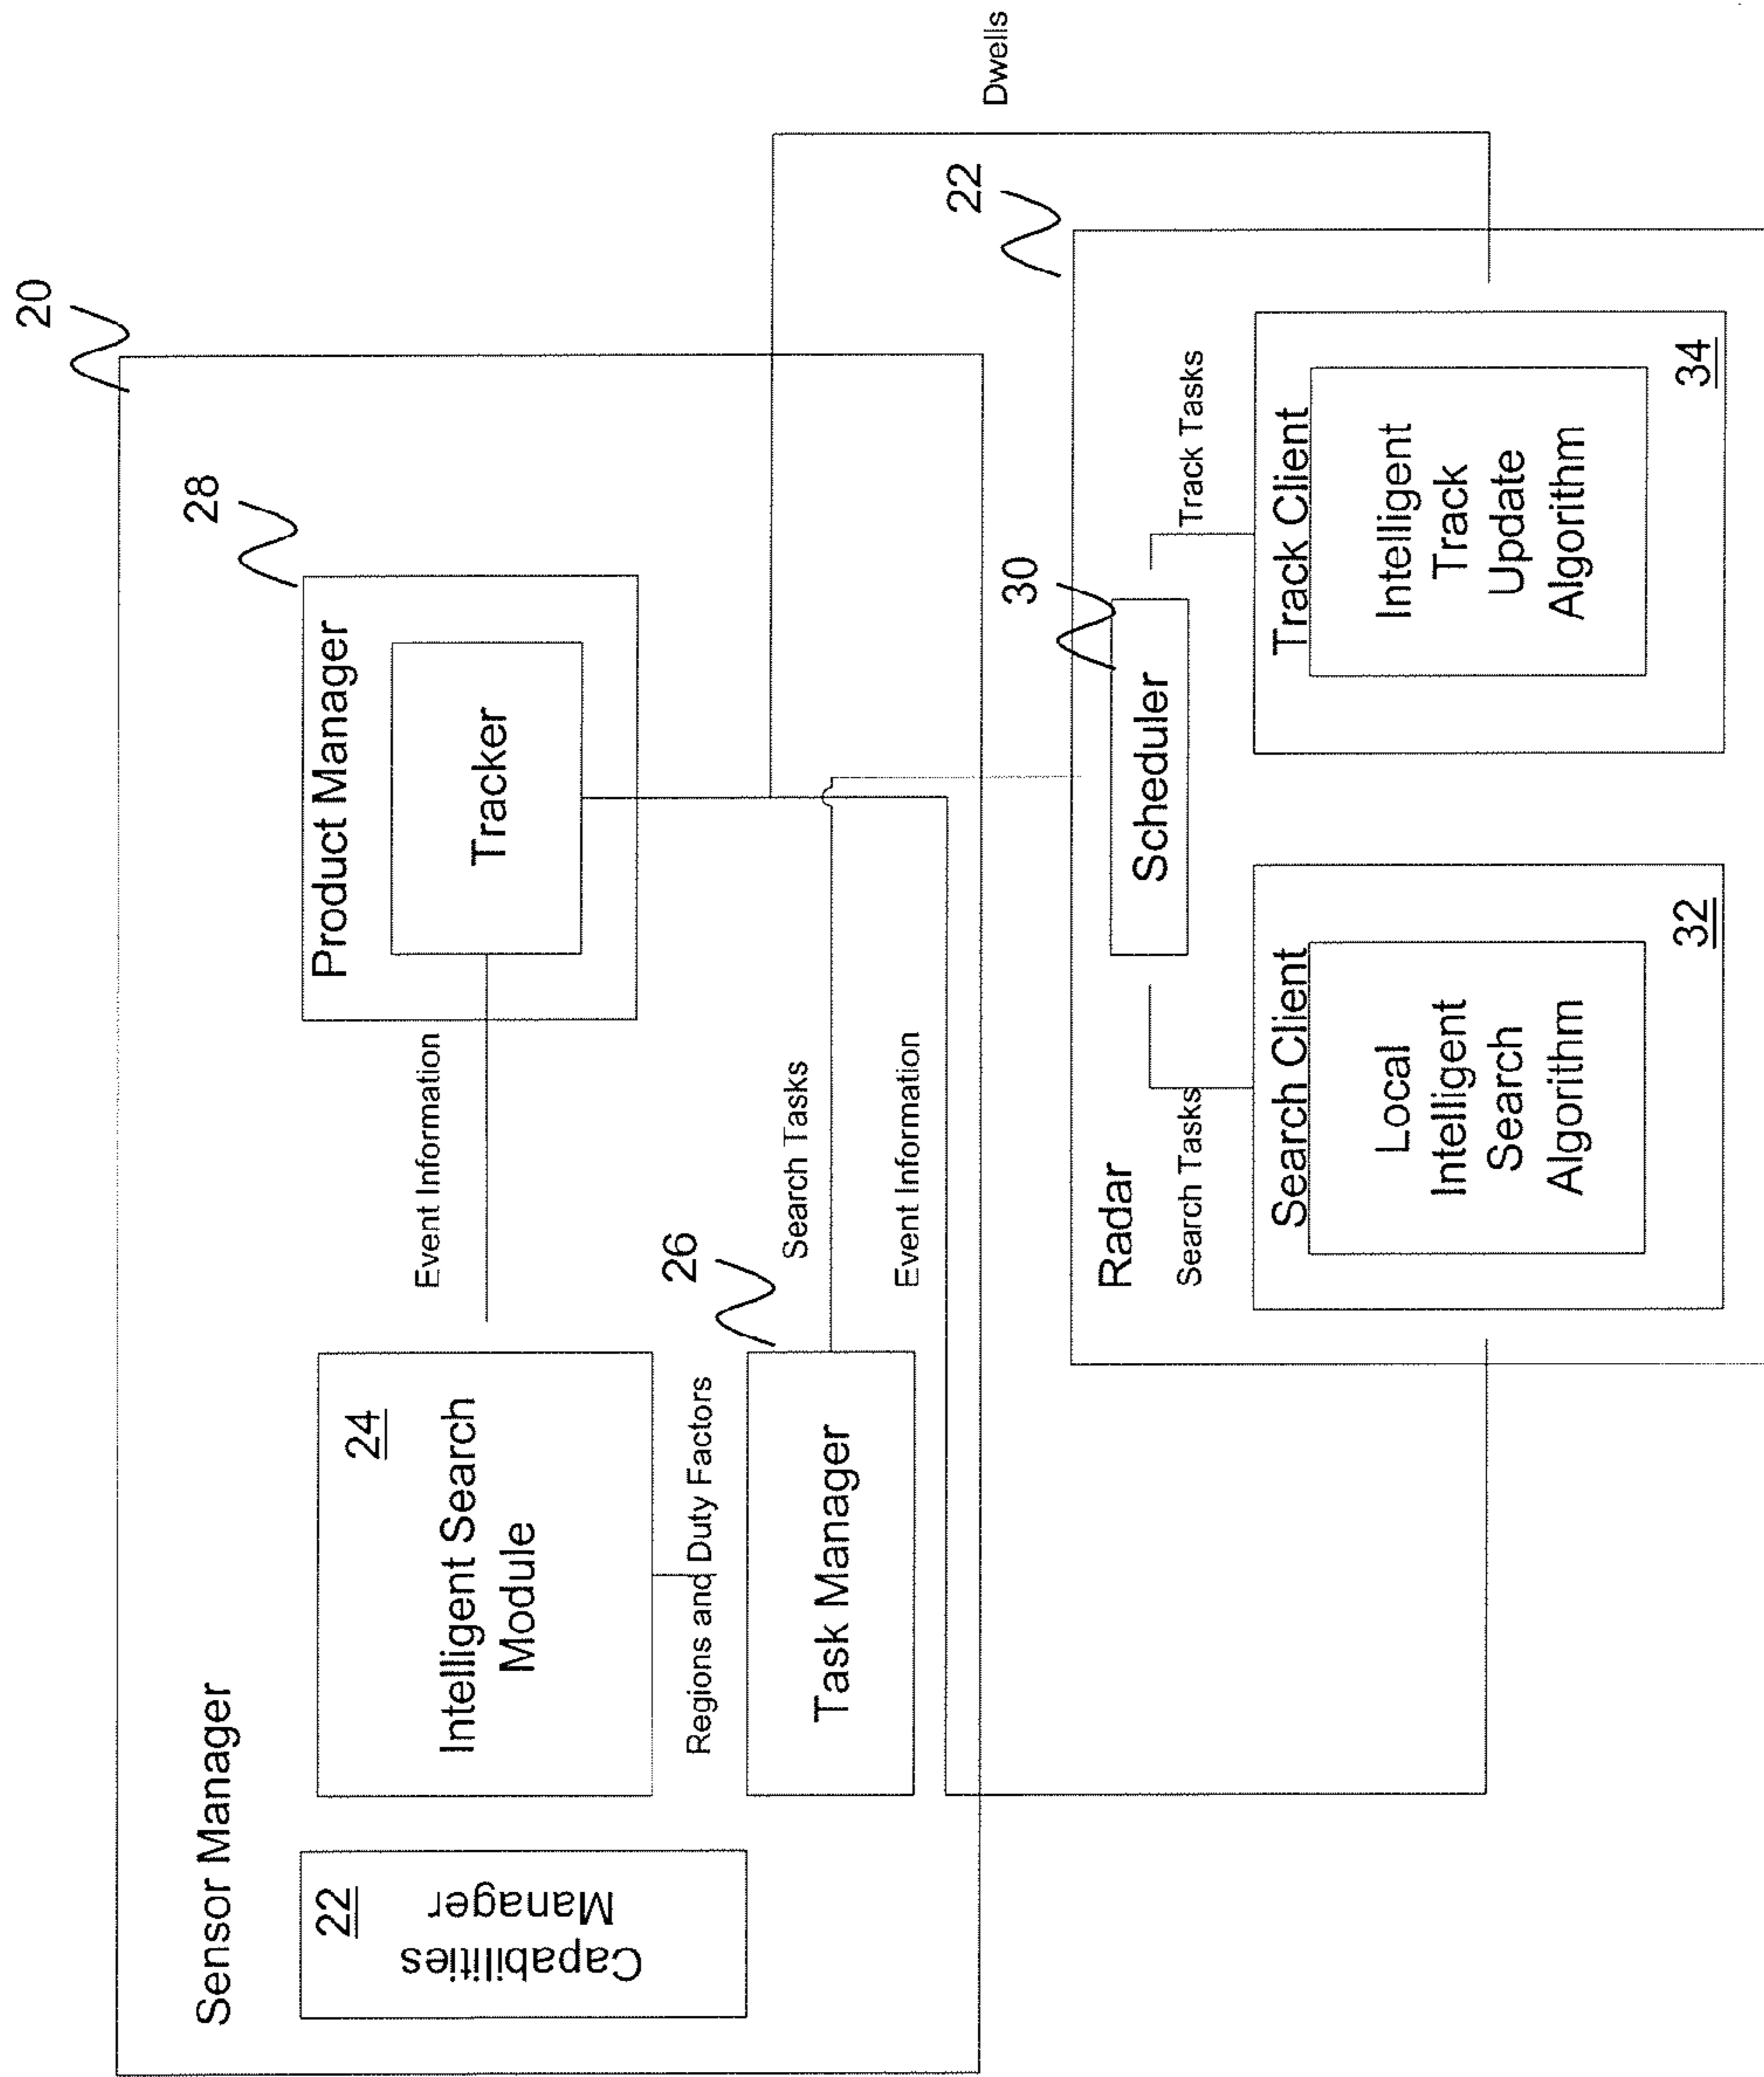 20
Sensor Manager
28
Product Manager
Tracker
22
Capabilities
Manager
24
Intelligent Search
Module
Event Information
Regions and Duty Factors
26
Task Manager
Search Tasks
Event Information
Dwells
22
Radar
30
Scheduler
Search Tasks
Track Tasks
Search Client
Local
Intelligent
Search
Algorithm
32
Track Client
Intelligent
Track
Update
Algorithm
34